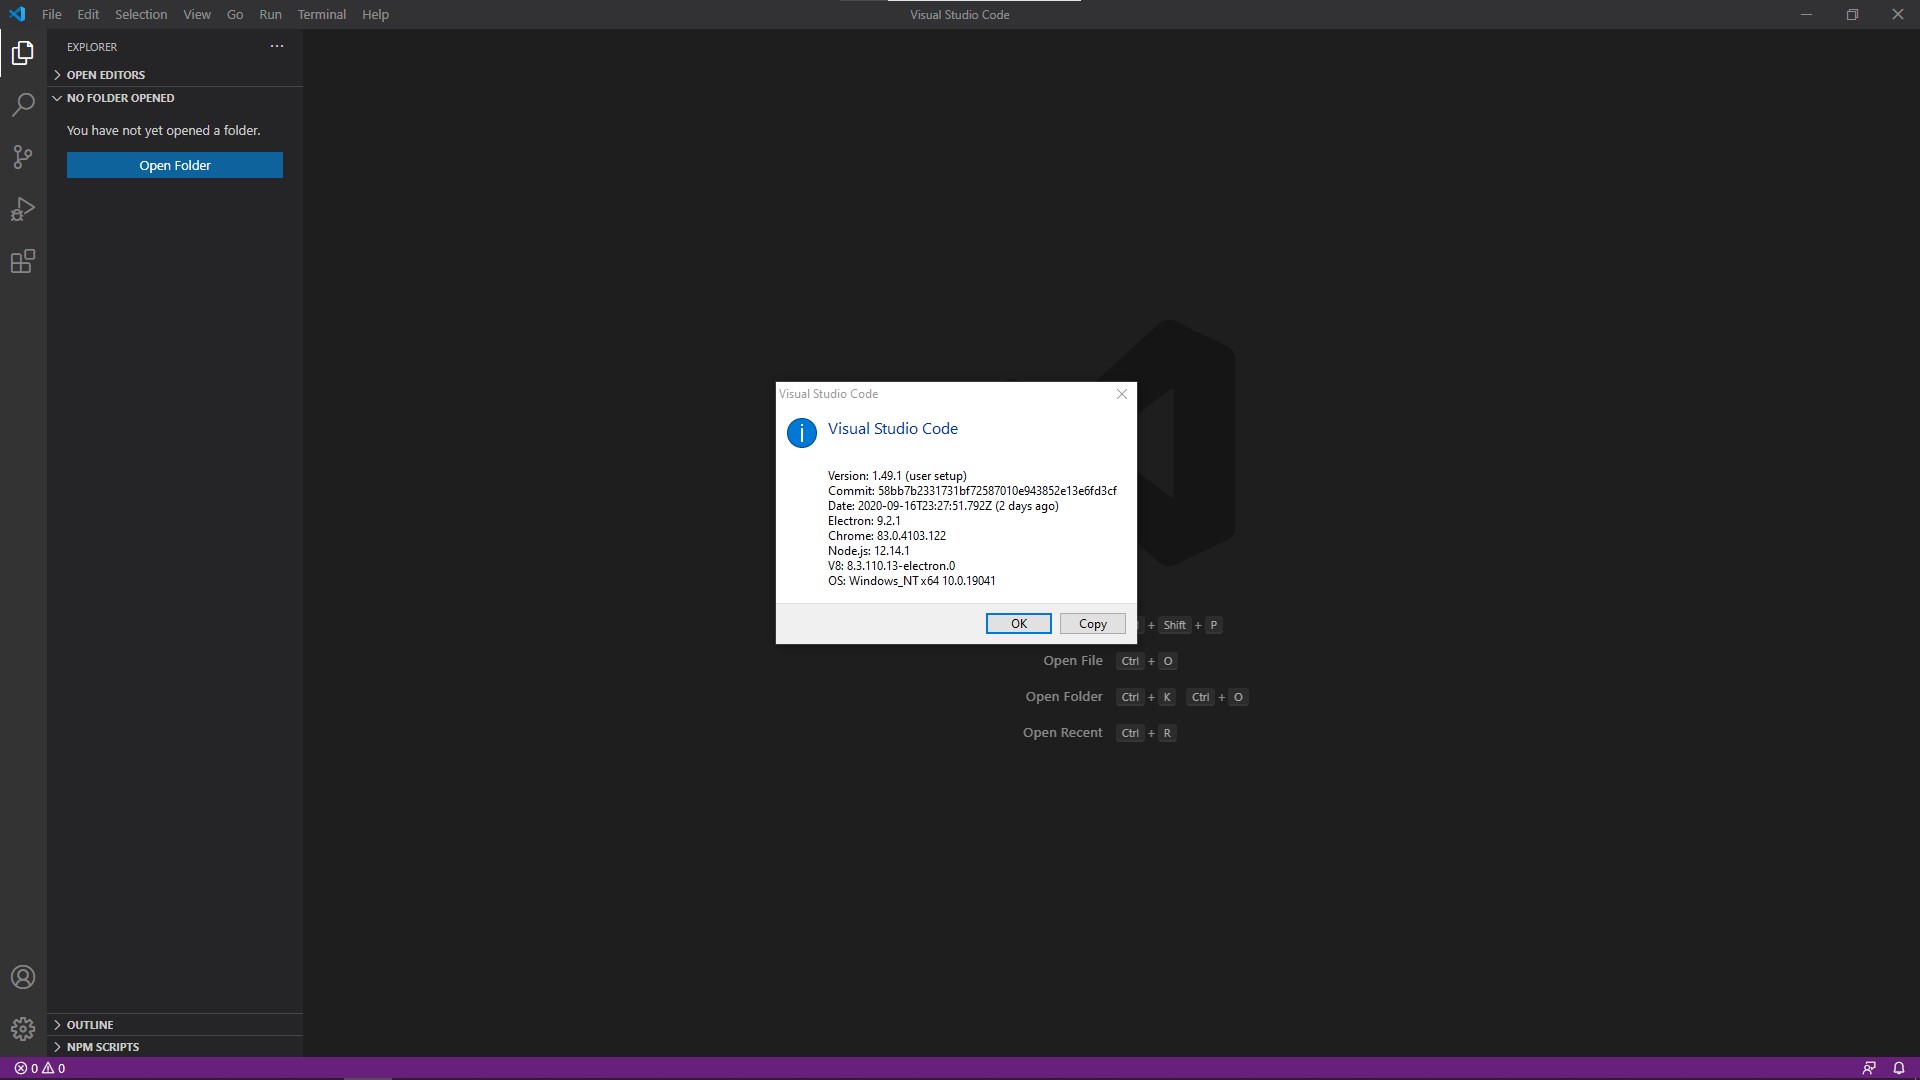 File Edit Selection View Go Run Terminal Help
Visual Studio Code
EXPLORER
OPEN EDITORS
NO FOLDER OPENED
You have not yet opened a folder.
Open Folder
Visual Studio Code
Visual Studio Code
Version: 1.49.1 (user setup)
Commit: 58bb7b2331731bf72587010e943852e13e6fd3cf
Date: 2020-09-16T23:27:51.792Z (2 days ago)
Electron: 9.2.1
Chrome: 83.0.4103.122
Node.js: 12.14.1
V8: 8.3.110.13-electron.0
OS: Windows_NT x64 10.0.19041
OK Copy
+ Shift + P
Open File Ctrl + O
Open Folder Ctrl + K Ctrl + O
Open Recent Ctrl + R
OUTLINE
NPM SCRIPTS
0 0